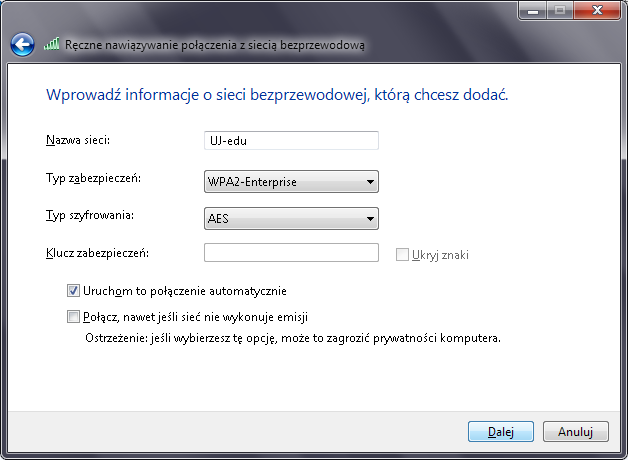 Ręczne nawiązywanie połączenia z siecią bezprzewodową
Wprowadź informacje o sieci bezprzewodowej, którą chcesz dodać.
Nazwa sieci: UJ-edu
Typ zabezpieczeń: WPA2-Enterprise
Typ szyfrowania: AES
Klucz zabezpieczeń: Ukryj znaki
Uruchom to połączenie automatycznie
Połącz, nawet jeśli sieć nie wykonuje emisji
Ostrzeżenie: jeśli wybierzesz tę opcję, może to zagrozić prywatności komputera.
Dalej Anuluj